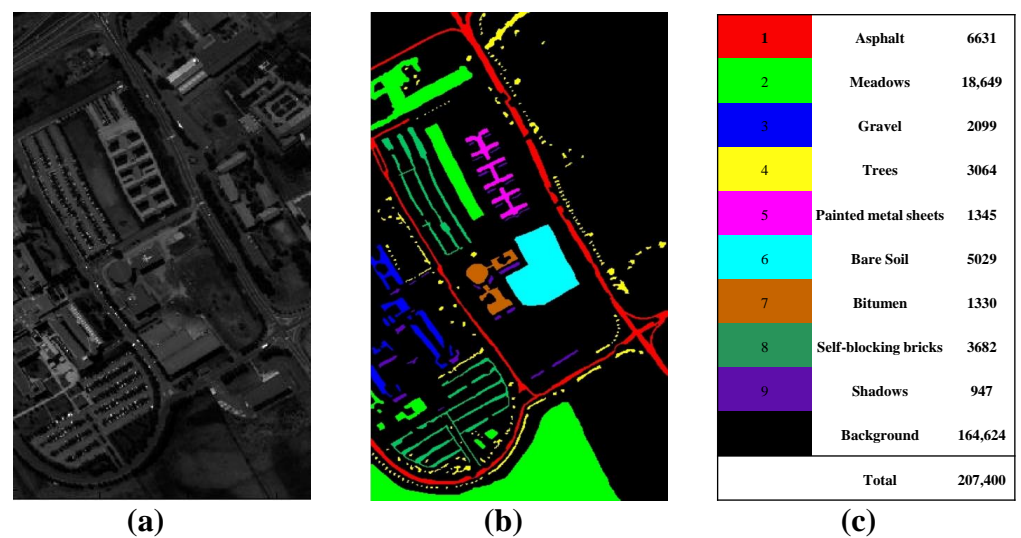 1 Asphalt 6631
2 Meadows 18,649
3 Gravel 2099
4 Trees 3064
5 Painted metal sheets 1345
6 Bare Soil 5029
7 Bitumen 1330
8 Self-blocking bricks 3682
9 Shadows 947
Background 164,624
Total 207,400
(a) (b) (c)